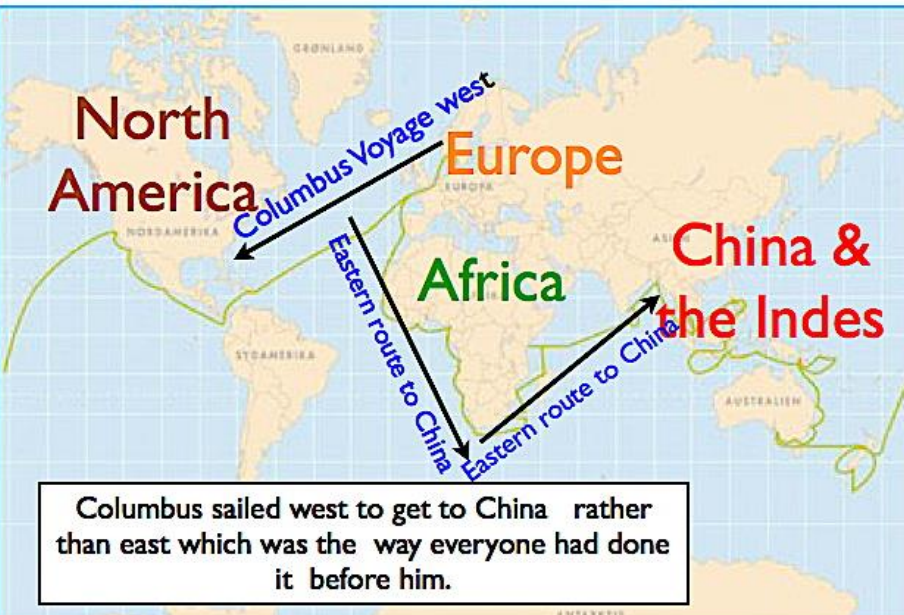 GRØNLAND
North
America
Columbus Voyage west
Europe
EUROPA
NORDAMERIKA
ASIEN
China &
the Indes
Africa
Eastern route to China
Eastern route to China
SYDAMERIKA
AUSTRALIEN
Columbus sailed west to get to China rather
than east which was the way everyone had done
it before him.